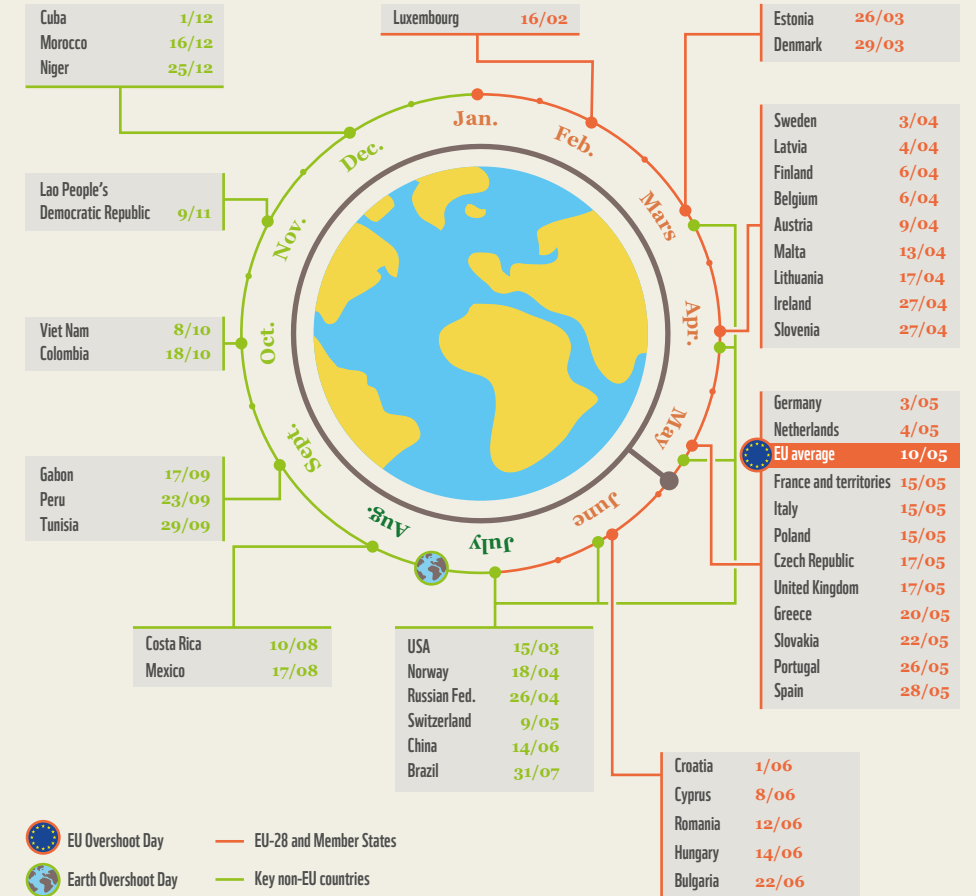 Cuba 1/12
Morocco 16/12
Niger 25/12
Luxembourg 16/02
Estonia 26/03
Denmark 29/03
Sweden 3/04
Latvia 4/04
Finland 6/04
Belgium 6/04
Austria 9/04
Malta 13/04
Lithuania 17/04
Ireland 27/04
Slovenia 27/04
Lao People's
Democratic Republic 9/11
Viet Nam 8/10
Colombia 18/10
Gabon 17/09
Peru 23/09
Tunisia 29/09
Jan.
Feb.
Mars
Apr.
May
June
July
Aug.
Sept.
Oct.
Nov.
Dec.
Germany 3/05
Netherlands 4/05
EU average 10/05
France and territories 15/05
Italy 15/05
Poland 15/05
Czech Republic 17/05
United Kingdom 17/05
Greece 20/05
Slovakia 22/05
Portugal 26/05
Spain 28/05
Costa Rica 10/08
Mexico 17/08
USA 15/03
Norway 18/04
Russian Fed. 26/04
Switzerland 9/05
China 14/06
Brazil 31/07
Croatia 1/06
Cyprus 8/06
Romania 12/06
Hungary 14/06
Bulgaria 22/06
EU Overshoot Day
EU-28 and Member States
Earth Overshoot Day
Key non-EU countries